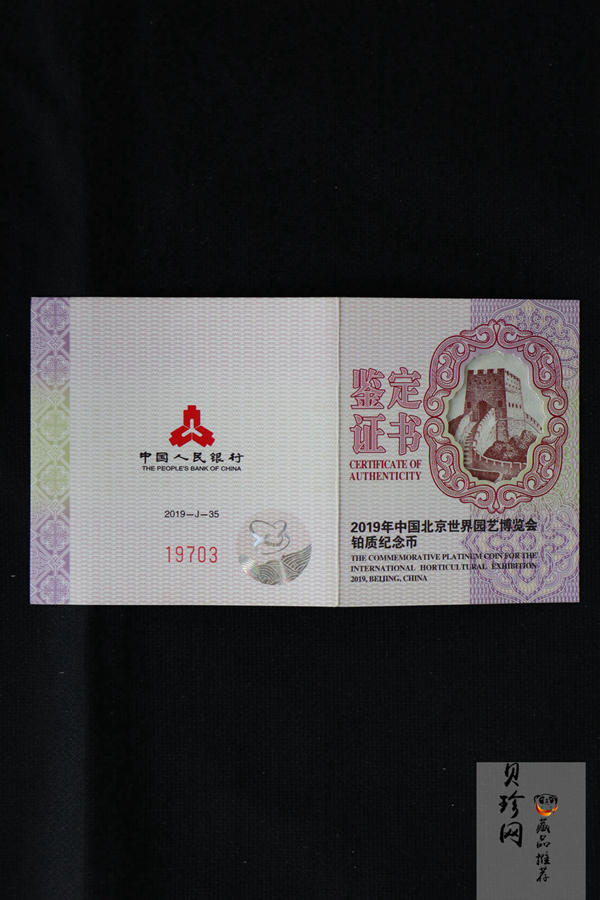 中国人民银行
THE PEOPLE'S BANK OF CHINA
2019－J－35
19703
鉴定
证书
CERTIFICATE OF
AUTHENTICITY
2019年中国北京世界园艺博览会
铂质纪念币
THE COMMEMORATIVE PLATINUM COIN FOR THE
INTERNATIONAL HORTICULTURAL EXHIBITION
2019, BEIJING, CHINA
贝珍网
藏品推荐